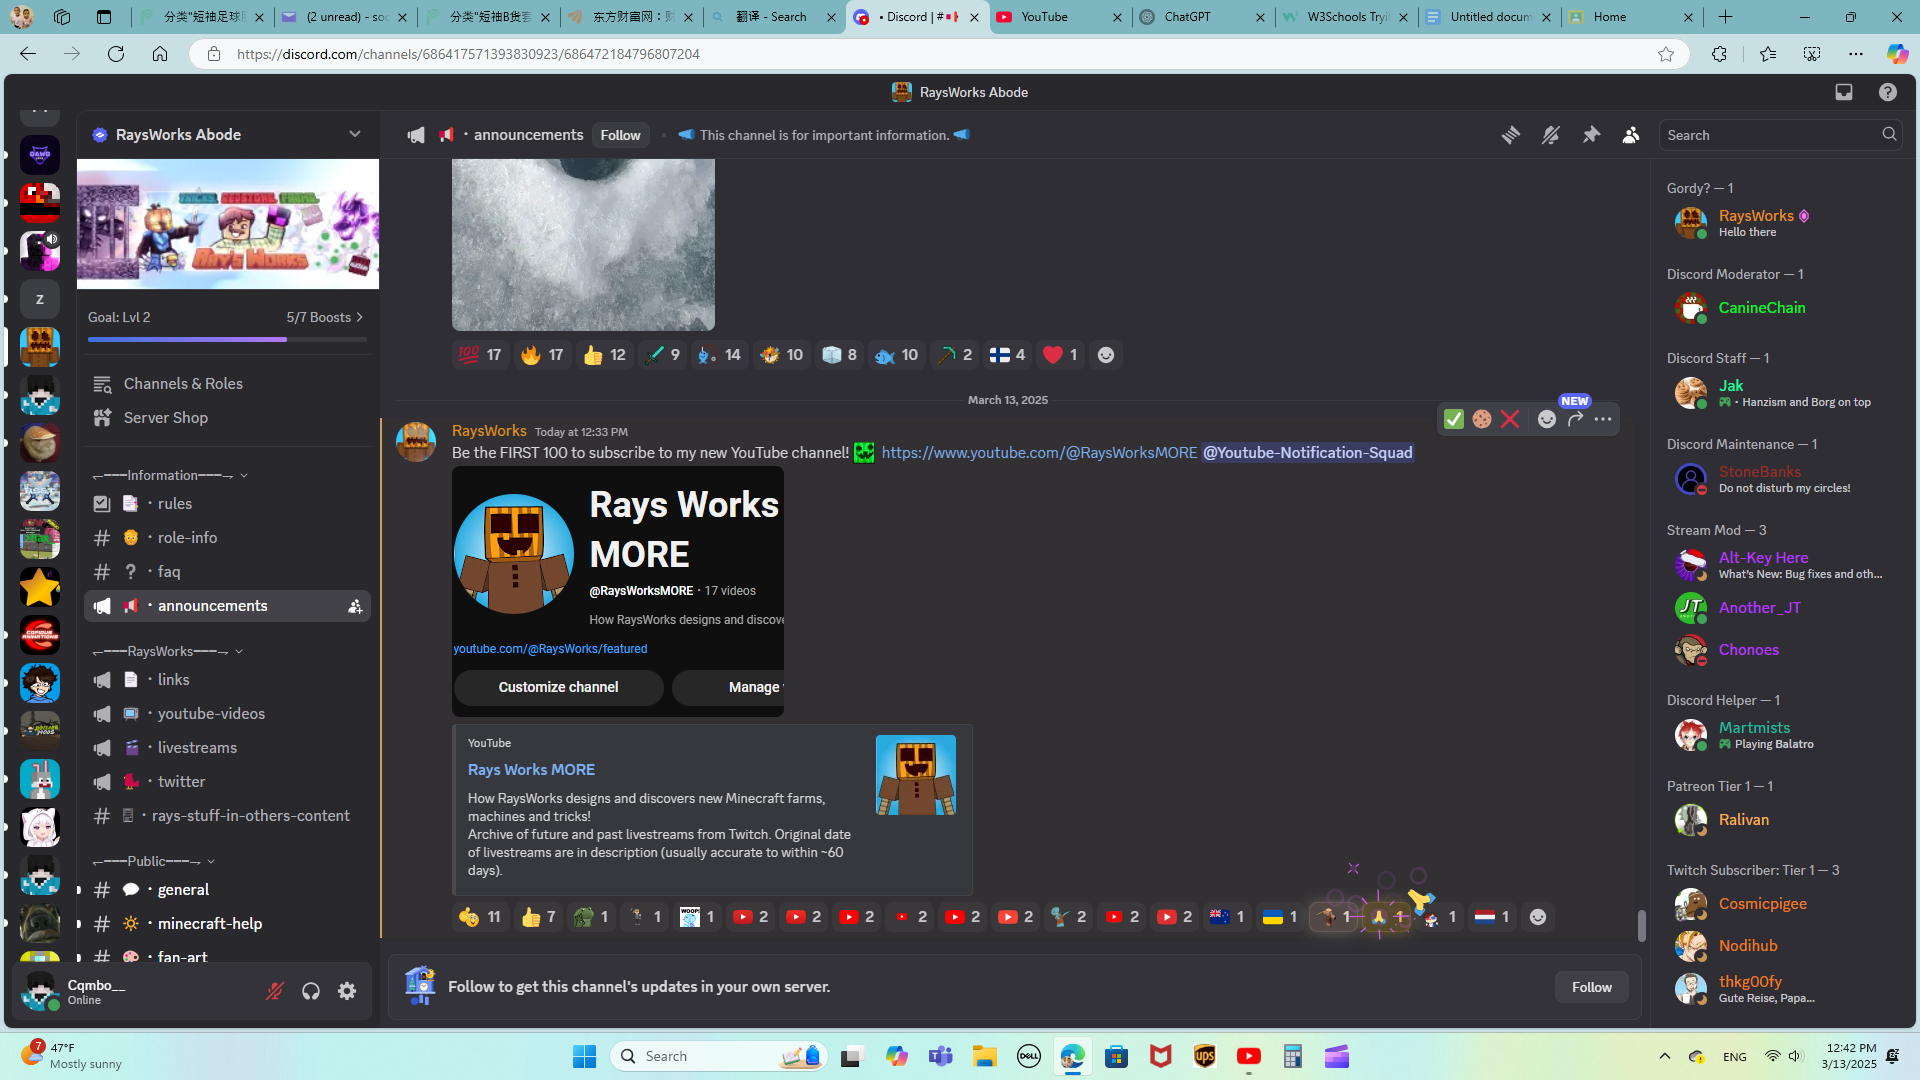 分类"短袖足球
(2 unread) - soc
分类"短袖B货套
东方财富网：财
翻译 - Search
• Discord | #
YouTube
ChatGPT
W3Schools Tryi
Untitled docum
Home
https://discord.com/channels/686417571393830923/686472184796807204
RaysWorks Abode
RaysWorks Abode
Goal: Lvl 2
5/7 Boosts
Channels & Roles
Server Shop
Information
rules
role-info
faq
announcements
RaysWorks
links
youtube-videos
livestreams
twitter
rays-stuff-in-others-content
Public
general
minecraft-help
fan-art
Cqmbo__
Online
announcements
Follow
This channel is for important information.
Search
17
17
12
9
14
10
8
10
2
4
1
March 13, 2025
NEW
RaysWorks Today at 12:33 PM
Be the FIRST 100 to subscribe to my new YouTube channel! https://www.youtube.com/@RaysWorksMORE @Youtube-Notification-Squad
Rays Works
MORE
@RaysWorksMORE · 17 videos
How RaysWorks designs and discove
youtube.com/@RaysWorks/featured
Customize channel
Manage
YouTube
Rays Works MORE
How RaysWorks designs and discovers new Minecraft farms,
machines and tricks!
Archive of future and past livestreams from Twitch. Original date
of livestreams are in description (usually accurate to within ~60
days).
11
7
1
1
WOOP!
1
2
2
2
2
2
2
2
2
2
1
1
1
1
1
1
Follow to get this channel's updates in your own server.
Follow
Gordy? — 1
RaysWorks
Hello there
Discord Moderator — 1
CanineChain
Discord Staff — 1
Jak
• Hanzism and Borg on top
Discord Maintenance — 1
StoneBanks
Do not disturb my circles!
Stream Mod — 3
Alt-Key Here
What's New: Bug fixes and oth...
Another_JT
Chonoes
Discord Helper — 1
Martmists
Playing Balatro
Patreon Tier 1 — 1
Ralivan
Twitch Subscriber: Tier 1 — 3
Cosmicpigee
Nodihub
thkg00fy
Gute Reise, Papa...
7
47°F
Mostly sunny
Search
DELL
ups
ENG
12:42 PM
3/13/2025